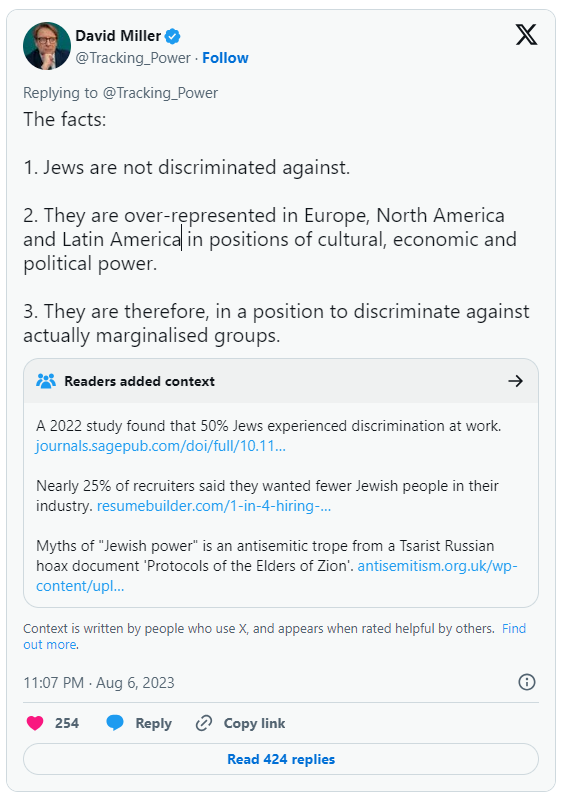 David Miller
@Tracking_Power · Follow
Replying to @Tracking_Power
The facts:
1. Jews are not discriminated against.
2. They are over-represented in Europe, North America
and Latin America in positions of cultural, economic and
political power.
3. They are therefore, in a position to discriminate against
actually marginalised groups.
Readers added context
A 2022 study found that 50% Jews experienced discrimination at work.
journals.sagepub.com/doi/full/10.11...
Nearly 25% of recruiters said they wanted fewer Jewish people in their
industry. resumebuilder.com/1-in-4-hiring-...
Myths of "Jewish power" is an antisemitic trope from a Tsarist Russian
hoax document 'Protocols of the Elders of Zion'. antisemitism.org.uk/wp-
content/upl...
Context is written by people who use X, and appears when rated helpful by others. Find
out more.
11:07 PM · Aug 6, 2023
254 Reply Copy link
Read 424 replies